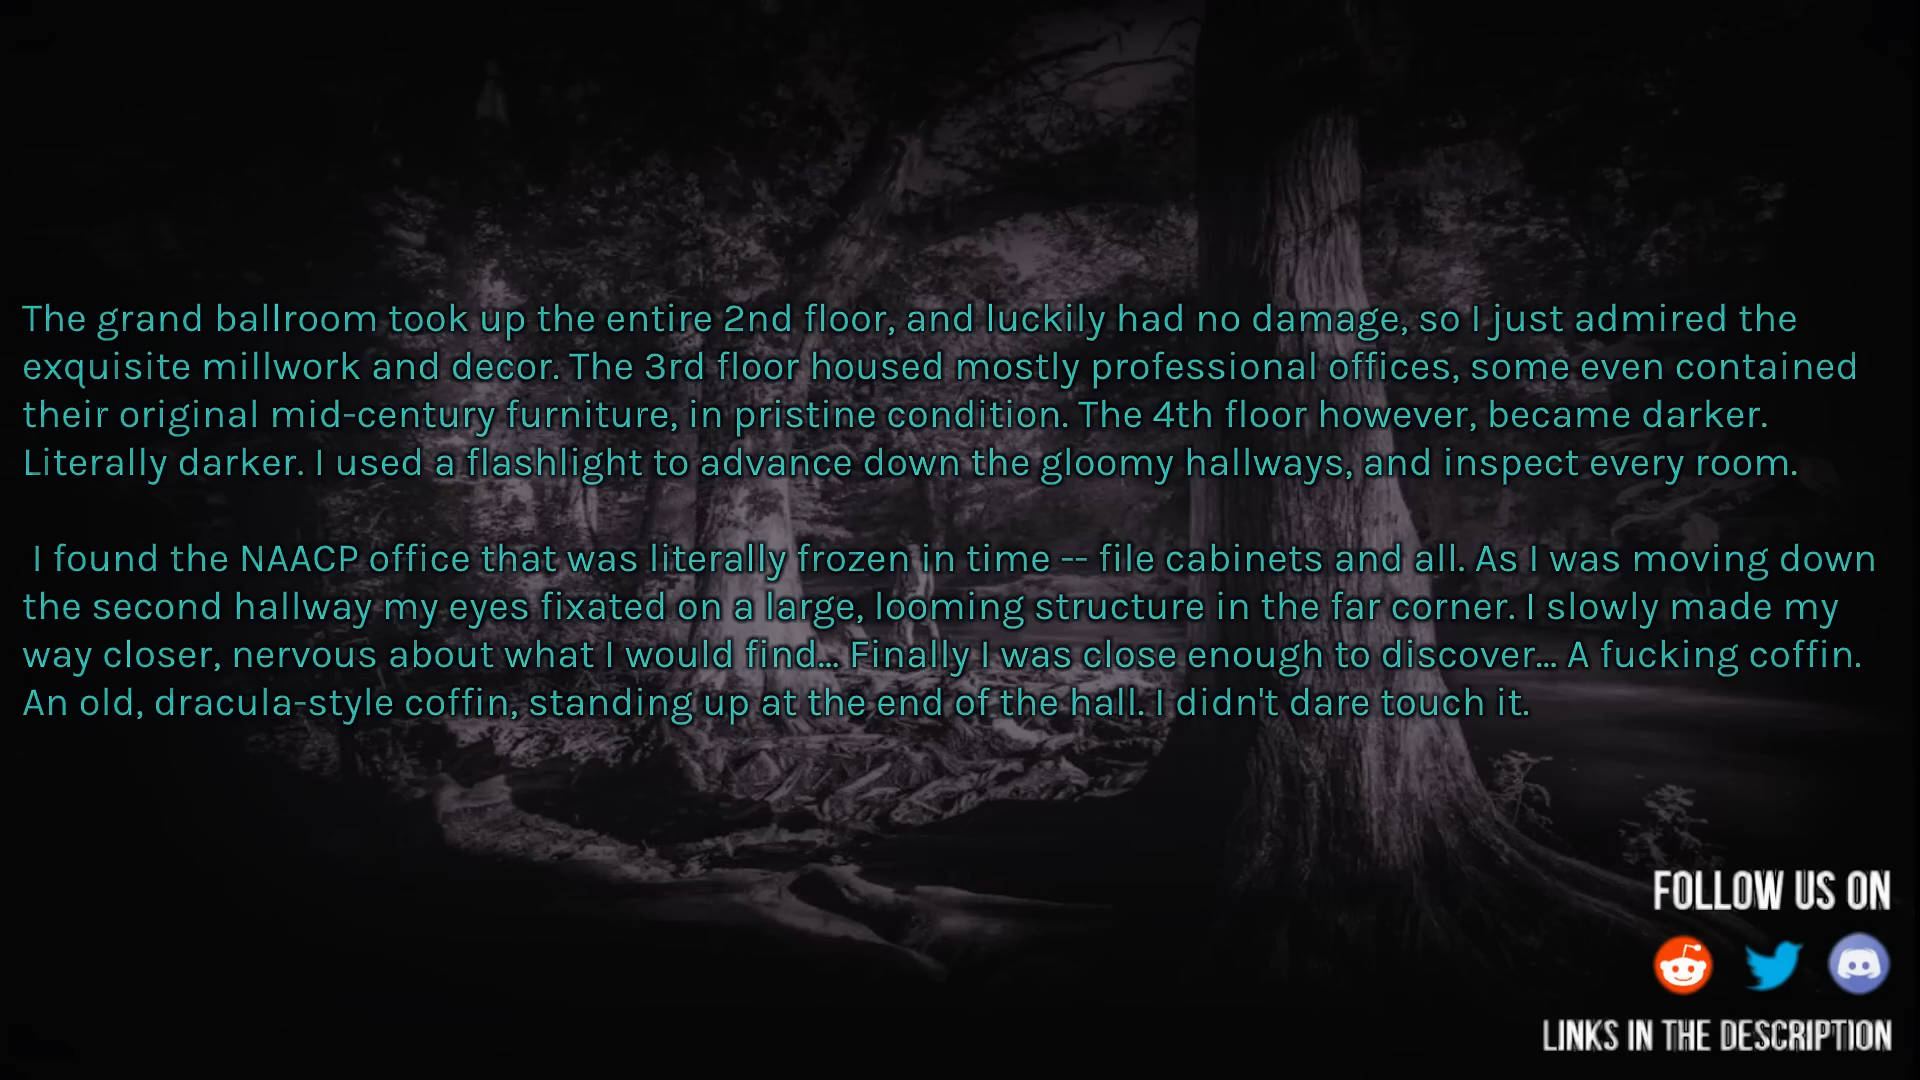 The grand ballroom took up the entire 2nd floor, and luckily had no damage, so I just admired the
exquisite millwork and decor. The 3rd floor housed mostly professional offices, some even contained
their original mid-century furniture, in pristine condition. The 4th floor however, became darker.
Literally darker. I used a flashlight to advance down the gloomy hallways, and inspect every room.
I found the NAACP office that was literally frozen in time -- file cabinets and all. As I was moving down
the second hallway my eyes fixated on a large, looming structure in the far corner. I slowly made my
way closer, nervous about what I would find... Finally I was close enough to discover... A fucking coffin.
An old, dracula-style coffin, standing up at the end of the hall. I didn't dare touch it.
FOLLOW US ON
LINKS IN THE DESCRIPTION